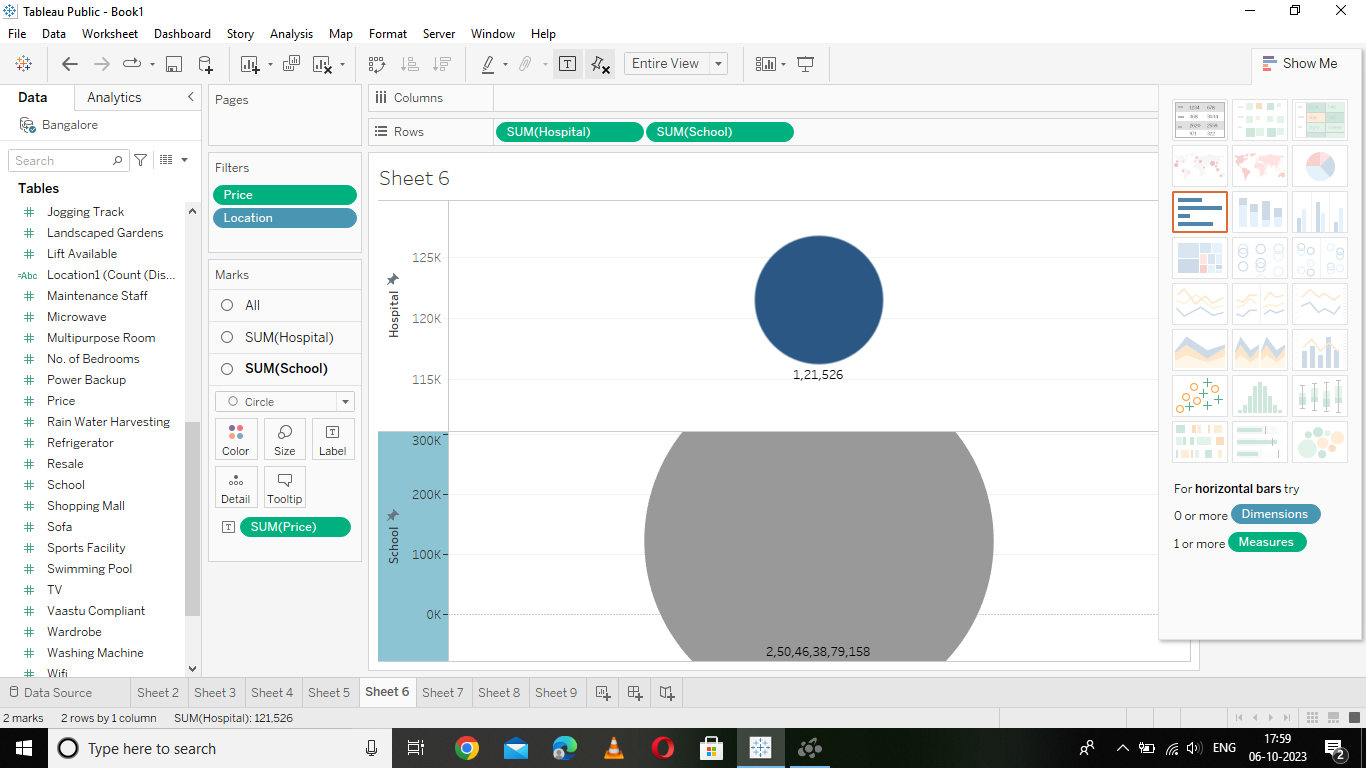 Tableau Public - Book1
File Data Worksheet Dashboard Story Analysis Map Format Server Window Help
Entire View
Show Me
Data Analytics
Bangalore
Search
Tables
Jogging Track
Landscaped Gardens
Lift Available
Location1 (Count (Dis...
Maintenance Staff
Microwave
Multipurpose Room
No. of Bedrooms
Power Backup
Price
Rain Water Harvesting
Refrigerator
Resale
School
Shopping Mall
Sofa
Sports Facility
Swimming Pool
TV
Vaastu Compliant
Wardrobe
Washing Machine
Wifi
Pages
Filters
Price
Location
Marks
All
SUM(Hospital)
SUM(School)
Circle
Color Size Label
Detail Tooltip
SUM(Price)
Columns
Rows SUM(Hospital) SUM(School)
Sheet 6
Hospital
125K
120K
115K
1,21,526
School
300K
200K
100K
0K
2,50,46,38,79,158
For horizontal bars try
0 or more Dimensions
1 or more Measures
Data Source Sheet 2 Sheet 3 Sheet 4 Sheet 5 Sheet 6 Sheet 7 Sheet 8 Sheet 9
2 marks 2 rows by 1 column SUM(Hospital): 121,526
Type here to search
ENG
17:59
06-10-2023
2